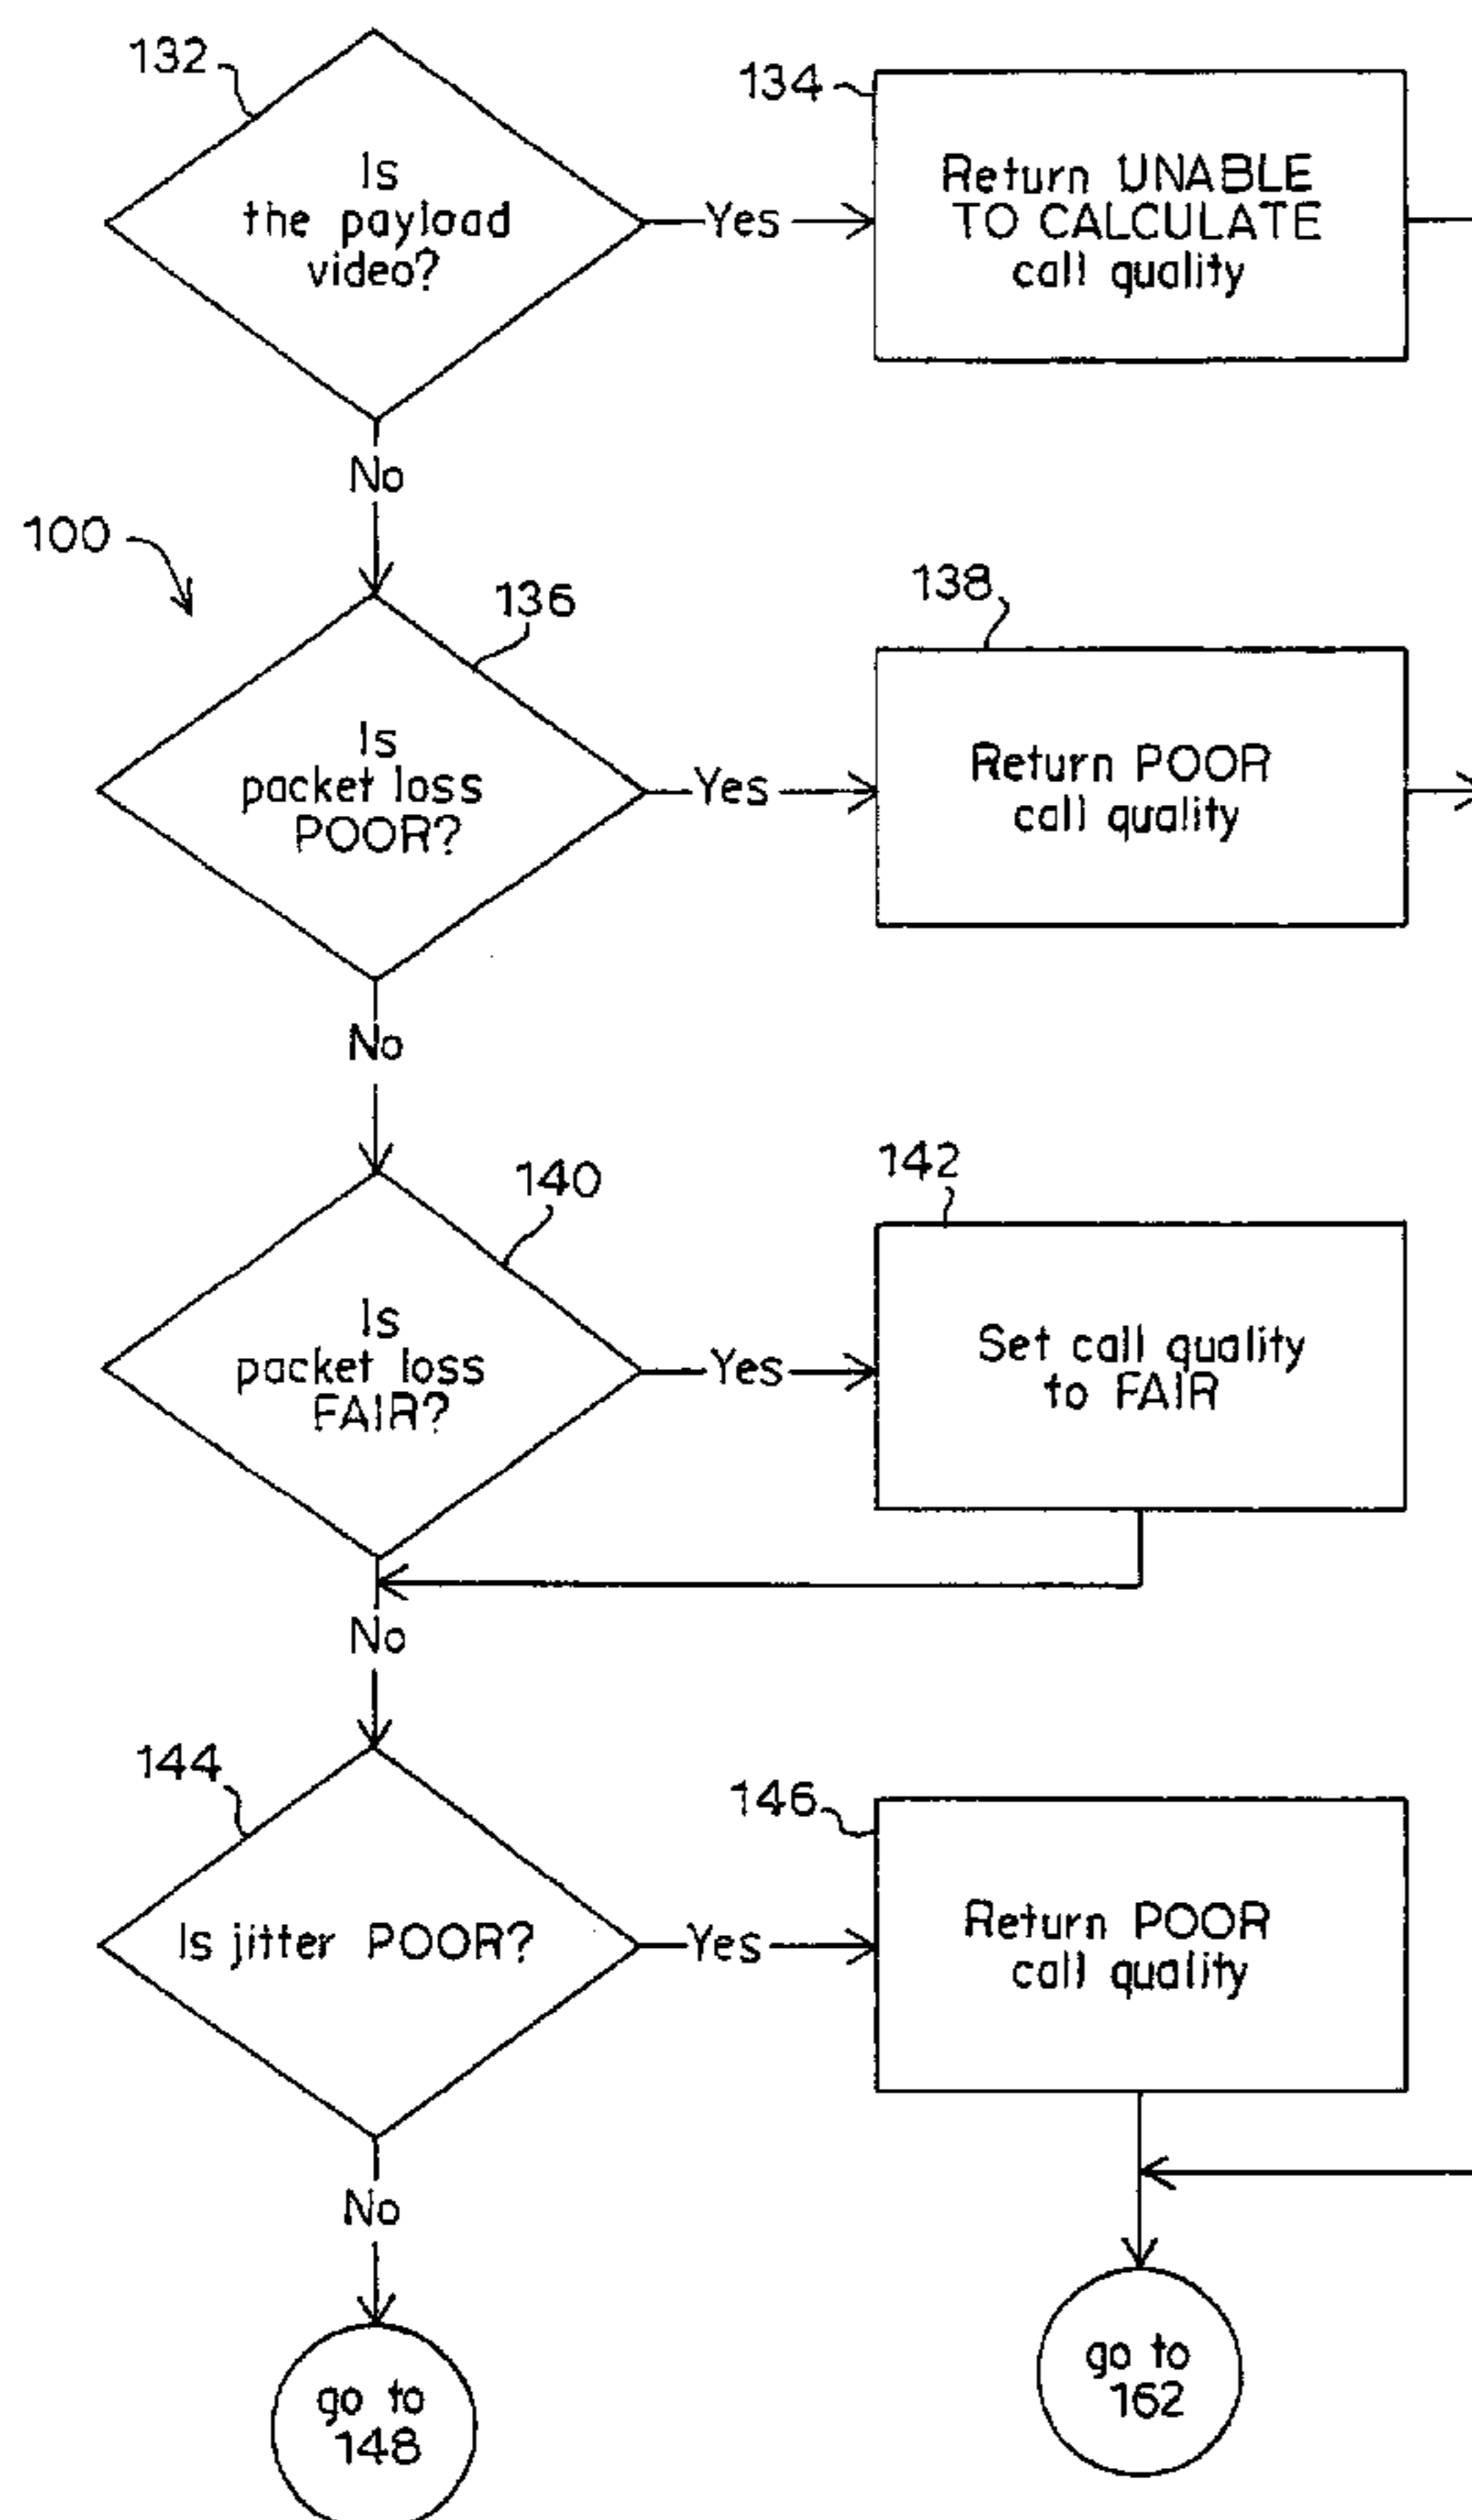 132
Is
the payload
video?
Yes
134
Return UNABLE
TO CALCULATE
call quality
No
100
136
Is
packet loss
POOR?
Yes
138
Return POOR
call quality
No
140
Is
packet loss
FAIR?
Yes
142
Set call quality
to FAIR
No
144
Is jitter POOR?
Yes
146
Return POOR
call quality
No
go to
148
go to
162